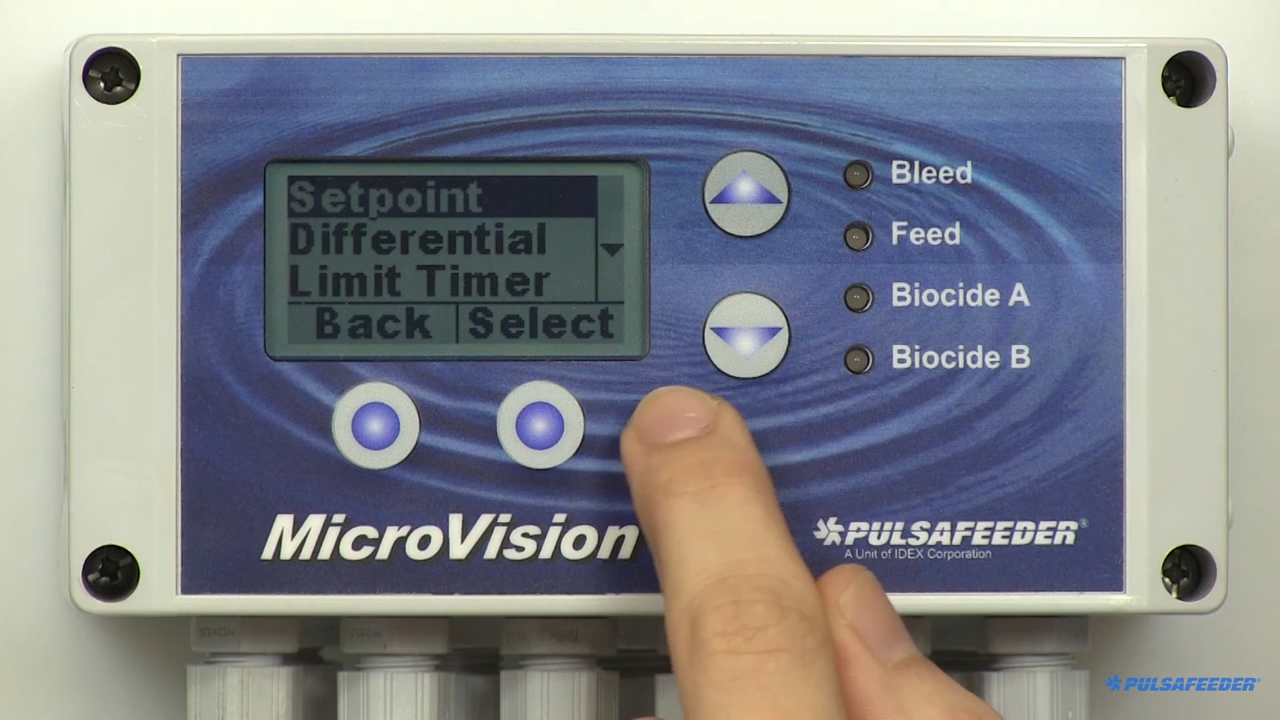 Setpoint
Differential
Limit Timer
Back Select
Bleed
Feed
Biocide A
Biocide B
MicroVision
PULSAFEEDER®
A Unit of IDEX Corporation
PULSAFEEDER